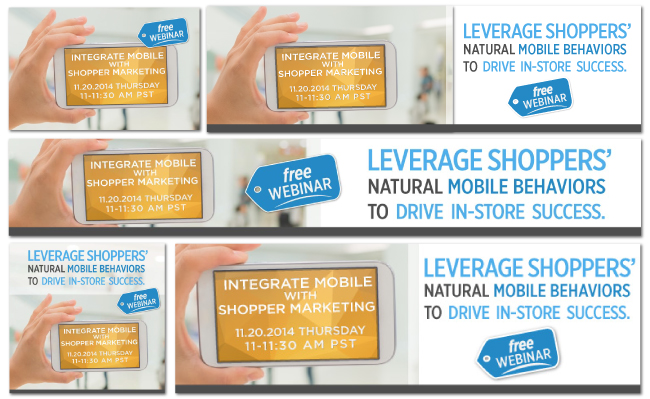 free
WEBINAR
INTEGRATE MOBILE
WITH
SHOPPER MARKETING
11.20.2014 THURSDAY
11-11:30 AM PST
INTEGRATE MOBILE
WITH
SHOPPER MARKETING
11.20.2014 THURSDAY
11-11:30 AM PST
LEVERAGE SHOPPERS'
NATURAL MOBILE BEHAVIORS
TO DRIVE IN-STORE SUCCESS.
free
WEBINAR
INTEGRATE MOBILE
WITH
SHOPPER MARKETING
11.20.2014 THURSDAY
11-11:30 AM PST
free
WEBINAR
LEVERAGE SHOPPERS'
NATURAL MOBILE BEHAVIORS
TO DRIVE IN-STORE SUCCESS.
LEVERAGE SHOPPERS'
NATURAL MOBILE BEHAVIORS
TO DRIVE IN-STORE SUCCESS.
free
WEBINAR
INTEGRATE MOBILE
WITH
SHOPPER MARKETING
11.20.2014 THURSDAY
11-11:30 AM PST
INTEGRATE MOBILE
WITH
SHOPPER MARKETING
11.20.2014 THURSDAY
11-11:30 AM PST
LEVERAGE SHOPPERS'
NATURAL MOBILE BEHAVIORS
TO DRIVE IN-STORE SUCCESS.
free
WEBINAR